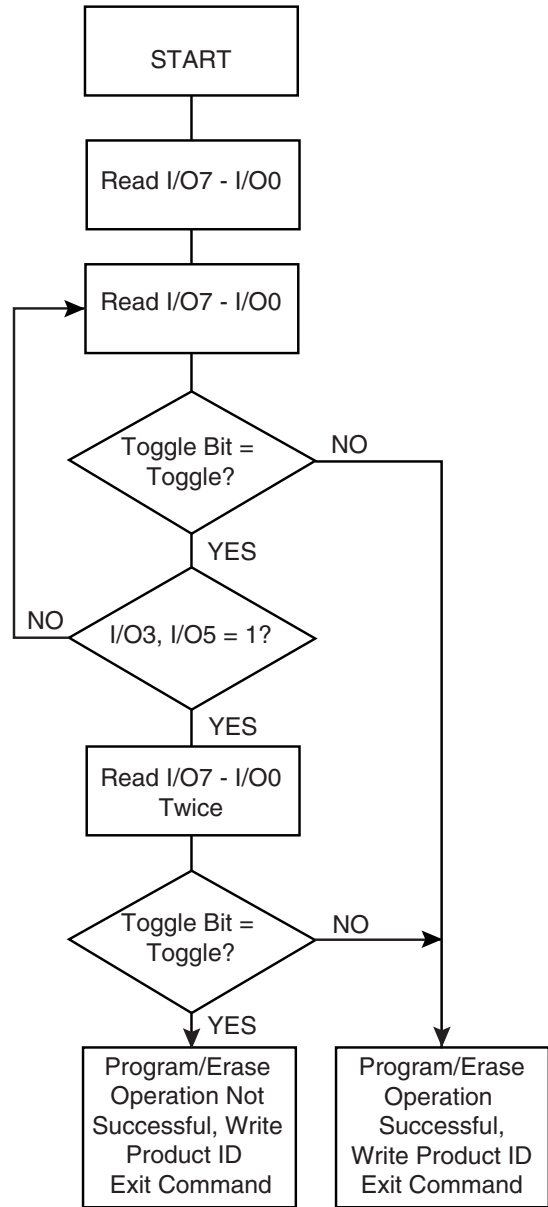 START
Read I/O7 - I/O0
Read I/O7 - I/O0
Toggle Bit =
Toggle?
NO
YES
NO
I/O3, I/O5 = 1?
YES
Read I/O7 - I/O0
Twice
Toggle Bit =
Toggle?
NO
YES
Program/Erase
Operation Not
Successful, Write
Product ID
Exit Command
Program/Erase
Operation
Successful,
Write Product ID
Exit Command